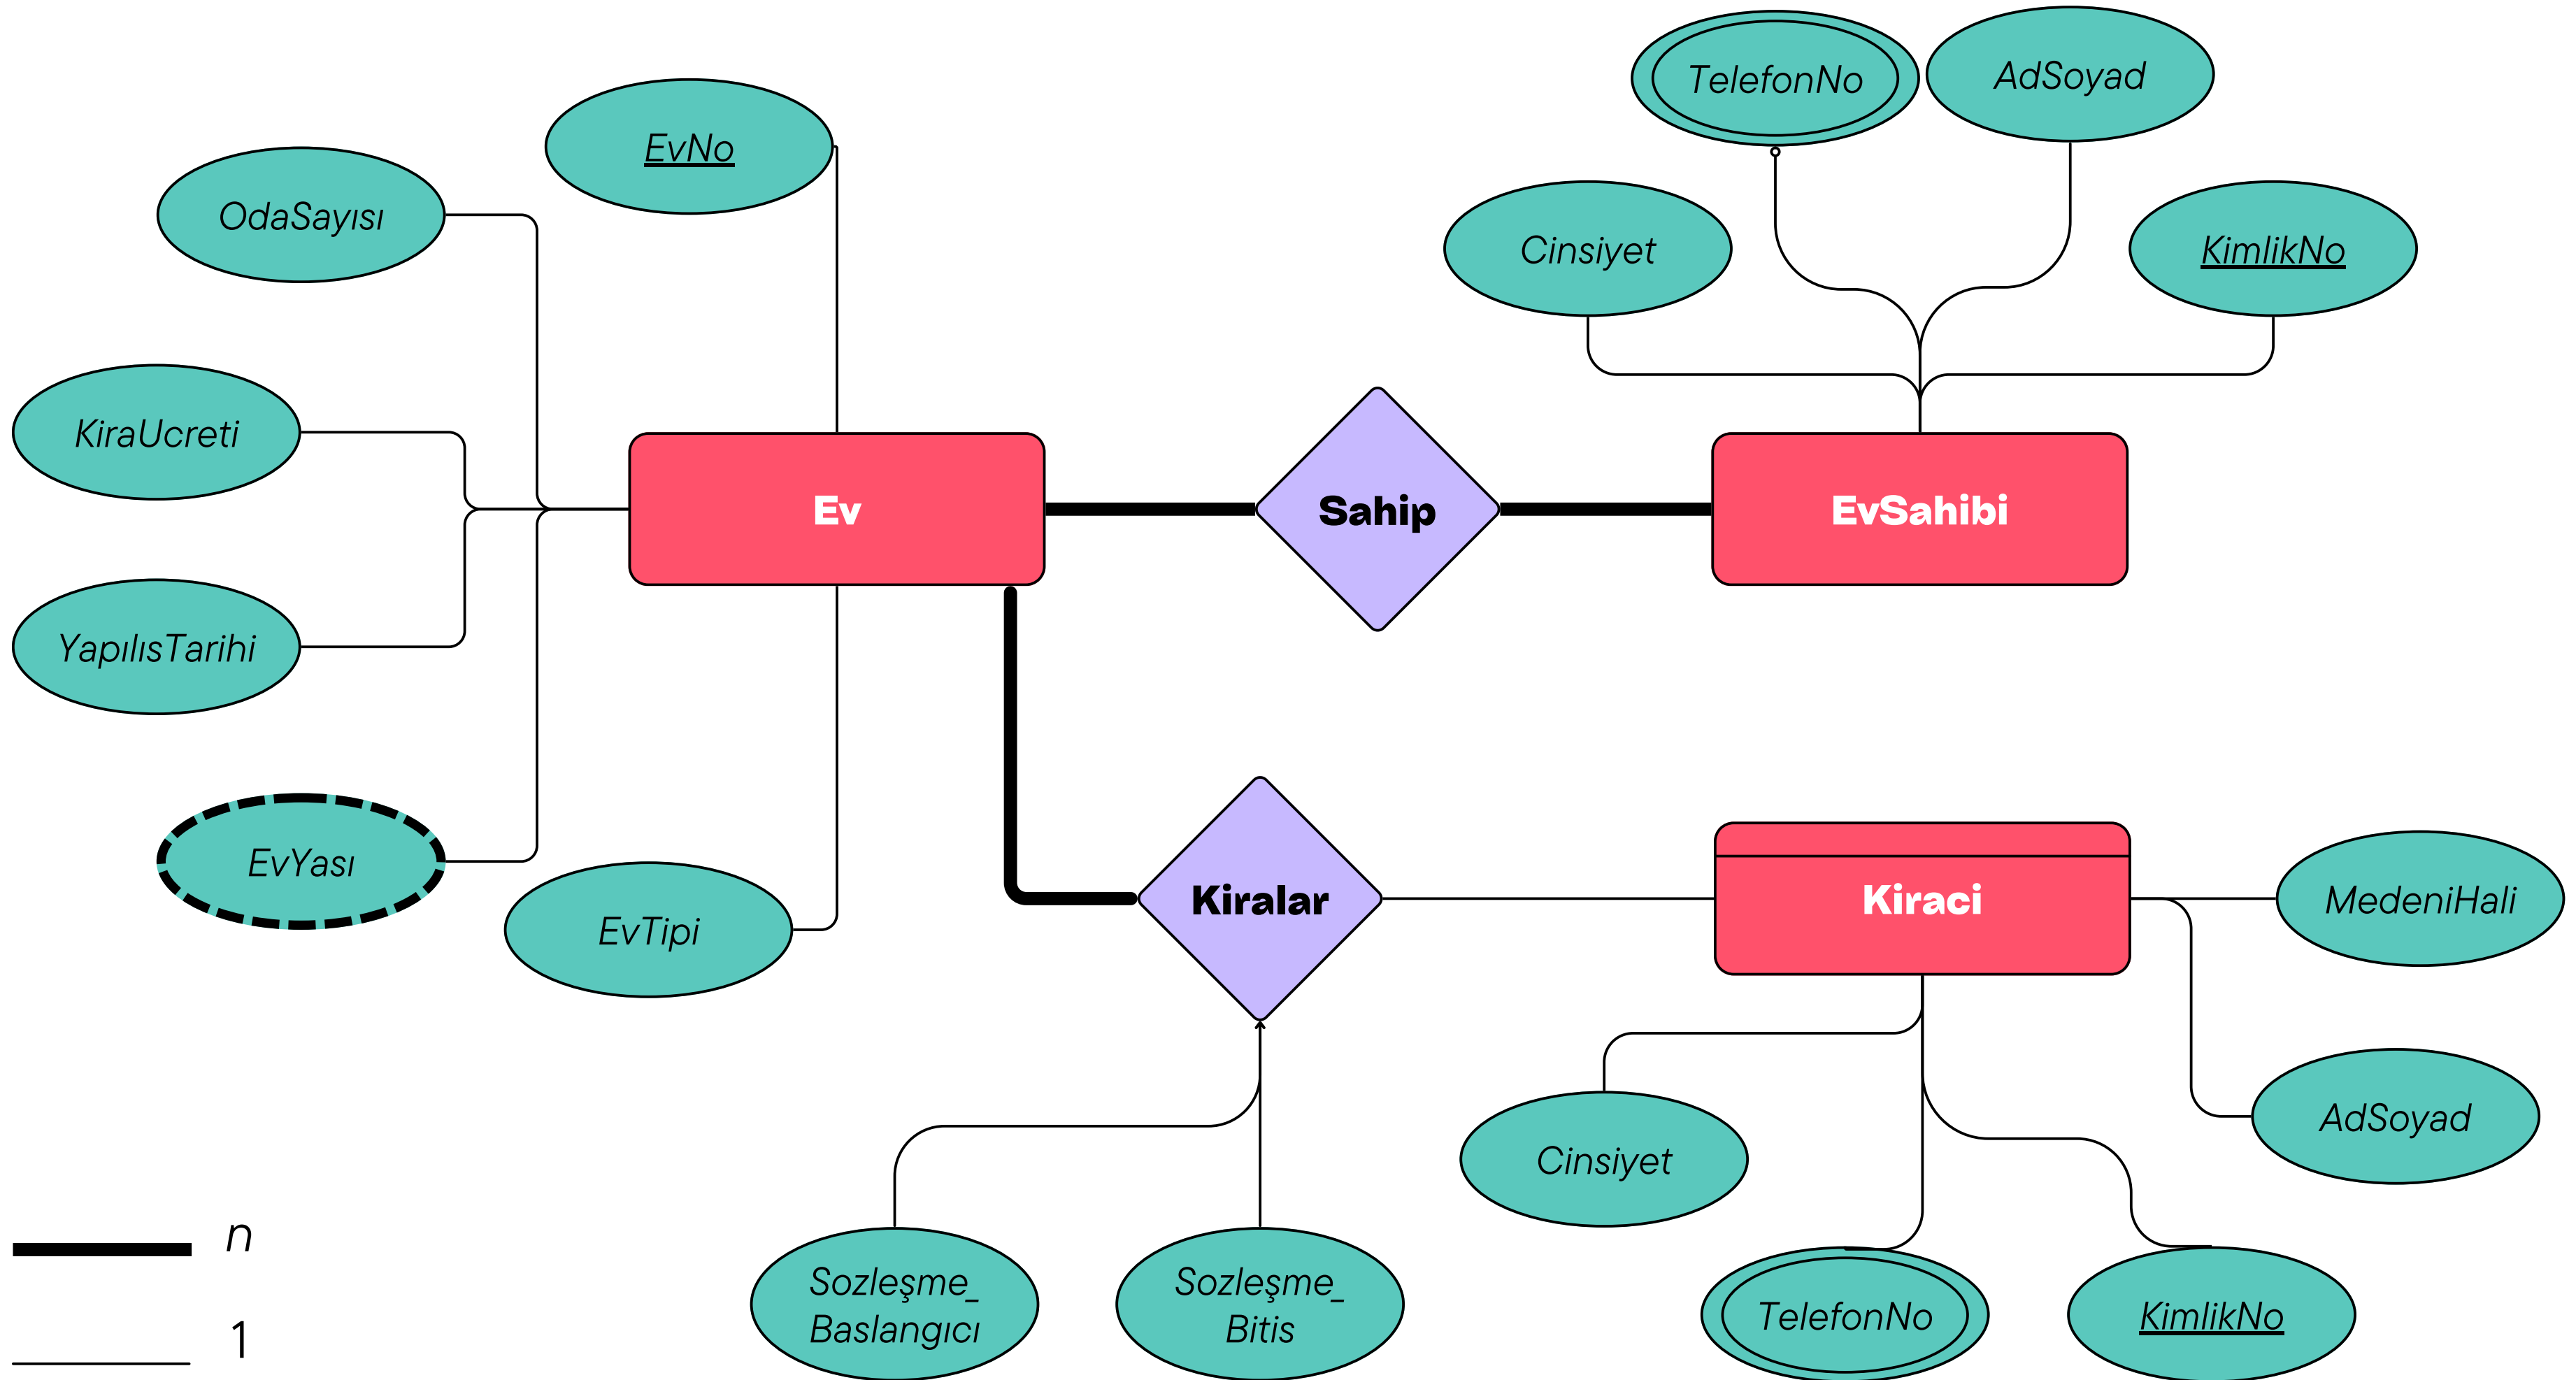 TelefonNo
AdSoyad
EvNo
OdaSayısı
Cinsiyet
KimlikNo
KiraUcreti
Ev
Sahip
EvSahibi
YapılısTarihi
EvYası
EvTipi
Kiralar
Kiraci
MedeniHali
AdSoyad
Cinsiyet
n
Sozleşme_
Baslangıcı
Sozleşme_
Bitis
TelefonNo
KimlikNo
1